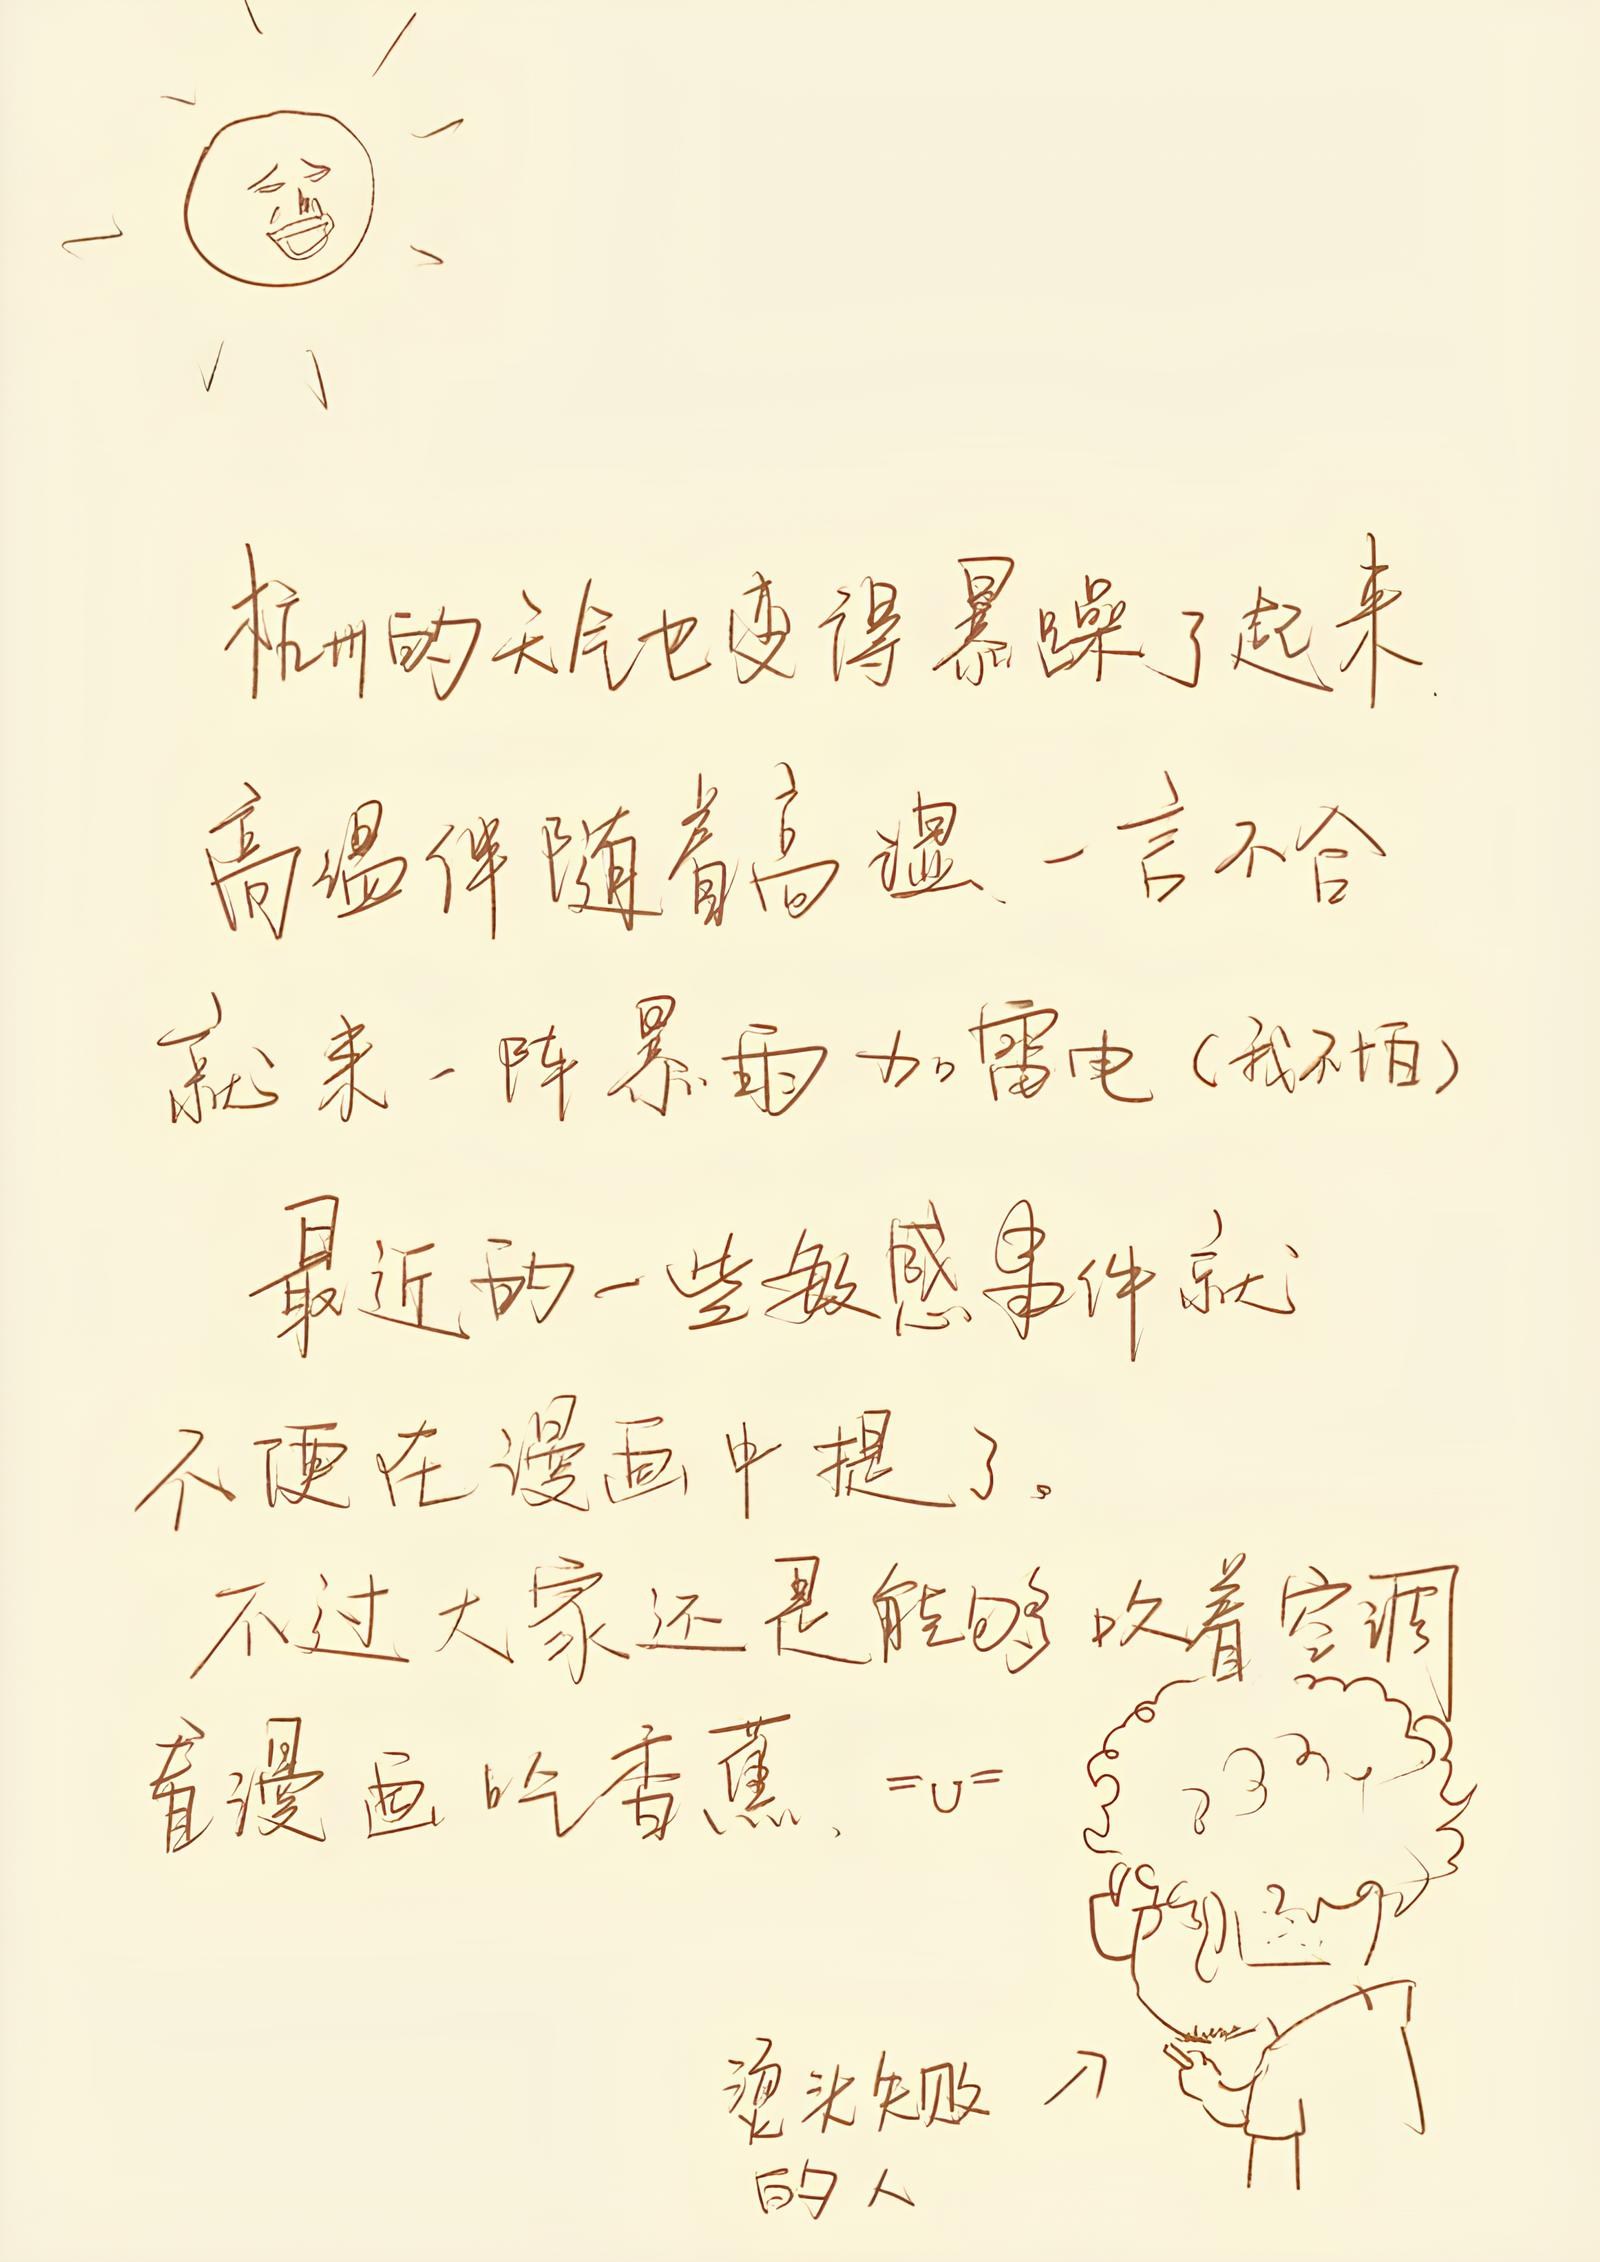 杭州的天气也变得暴躁了起来.
高温伴随着高湿、一言不合
就来一阵暴雨加雷电(我不怕)
最近的一些敏感事件就
不便在漫画中提了。
不过大家还是能够吹着空调
看漫画吃香蕉、=u=
烫头失败
的人